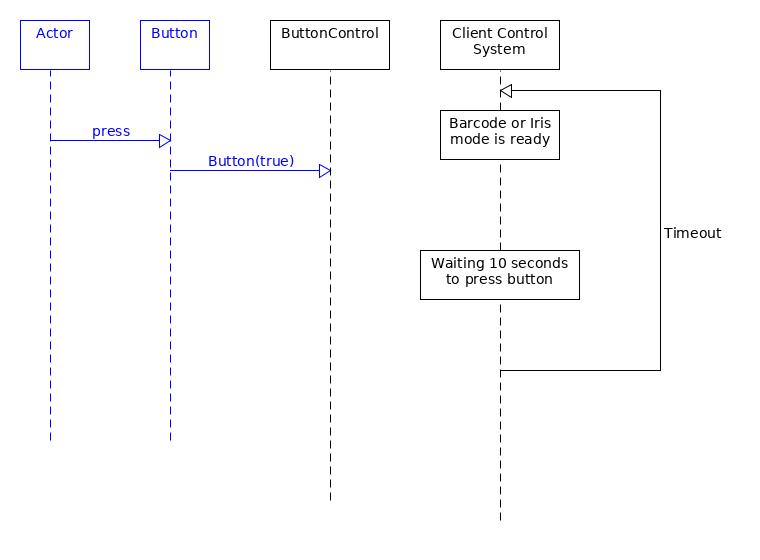 Actor
Button
ButtonControl
Client Control
System
Barcode or Iris
mode is ready
press
Button(true)
Timeout
Waiting 10 seconds
to press button